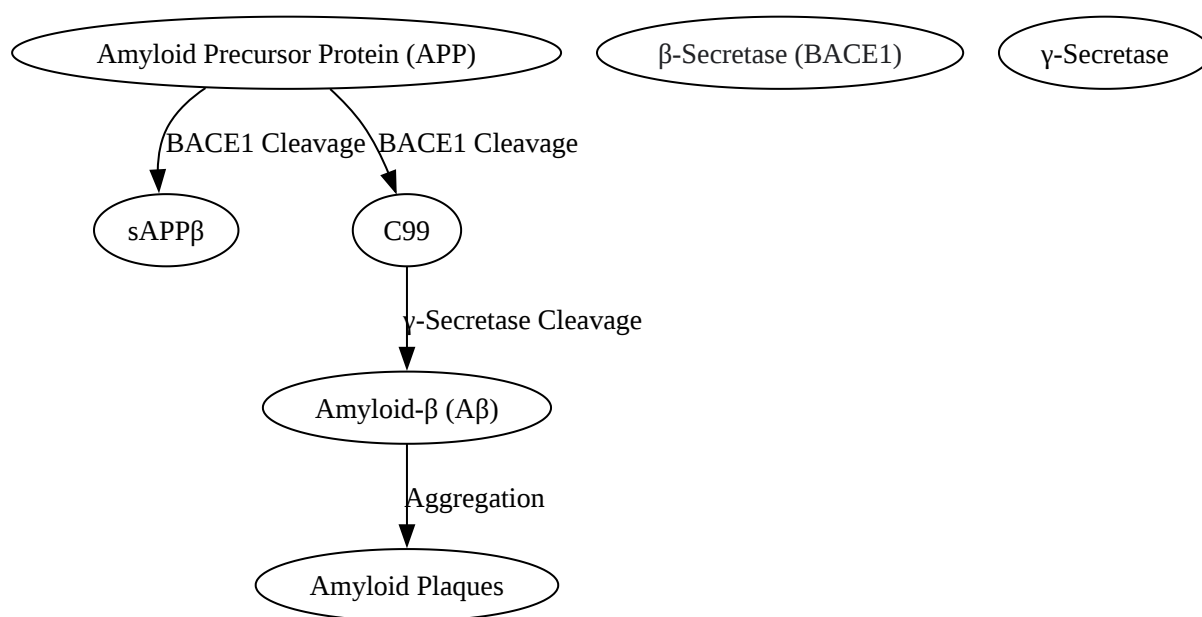 Amyloid Precursor Protein (APP)
β-Secretase (BACE1)
γ-Secretase
BACE1 Cleavage
BACE1 Cleavage
sAPPβ
C99
γ-Secretase Cleavage
Amyloid-β (Aβ)
Aggregation
Amyloid Plaques